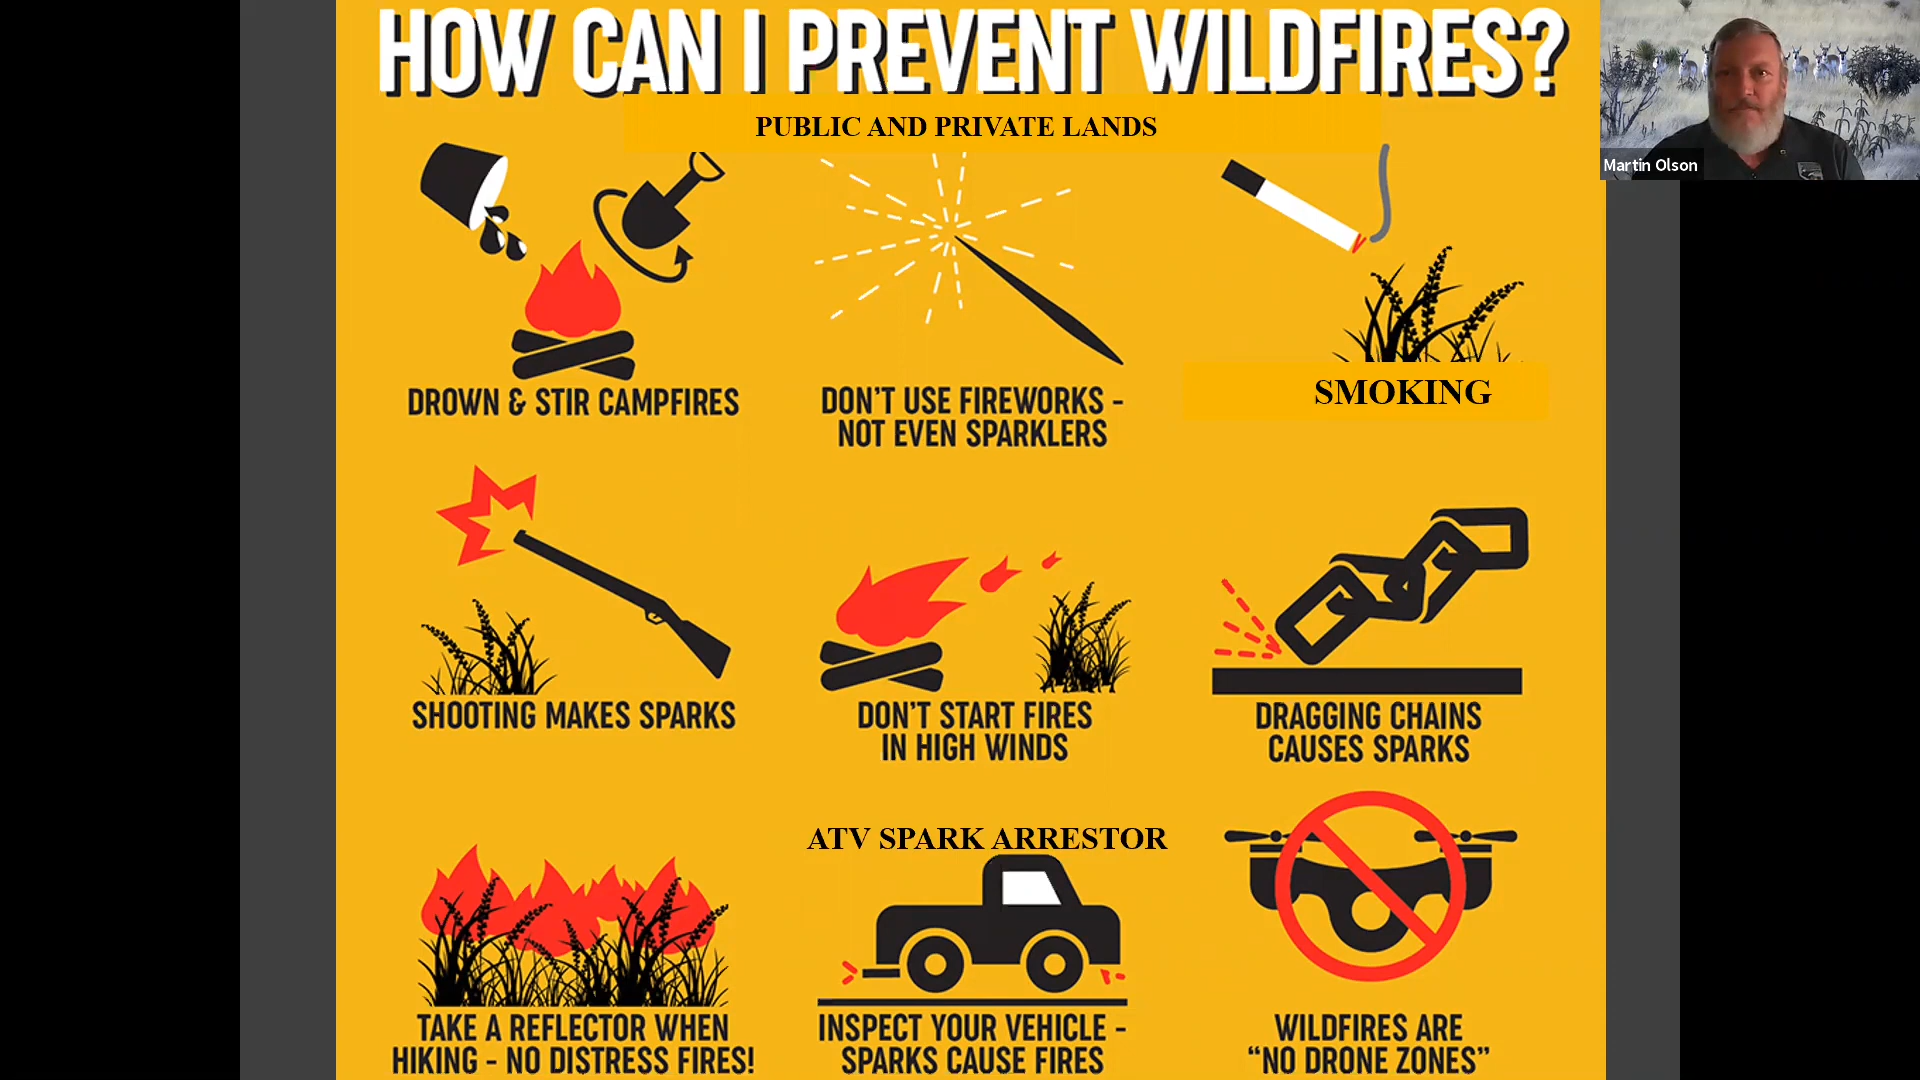 HOW CAN I PREVENT WILDFIRES?
PUBLIC AND PRIVATE LANDS
Martin Olson
DROWN & STIR CAMPFIRES
DON'T USE FIREWORKS -
NOT EVEN SPARKLERS
SMOKING
SHOOTING MAKES SPARKS
DON'T START FIRES
IN HIGH WINDS
DRAGGING CHAINS
CAUSES SPARKS
ATV SPARK ARRESTOR
TAKE A REFLECTOR WHEN
HIKING - NO DISTRESS FIRES!
INSPECT YOUR VEHICLE -
SPARKS CAUSE FIRES
WILDFIRES ARE
“NO DRONE ZONES”